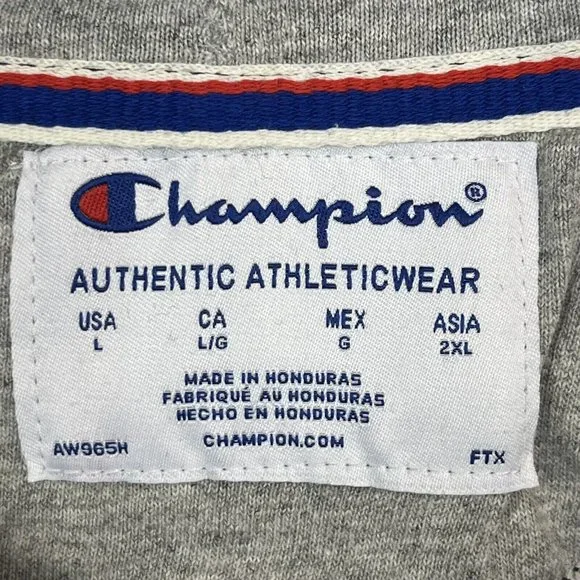 Champion®
AUTHENTIC ATHLETICWEAR
USA CA MEX ASIA
L L/G G 2XL
MADE IN HONDURAS
FABRIQUÉ AU HONDURAS
HECHO EN HONDURAS
CHAMPION.COM
AW965H FTX